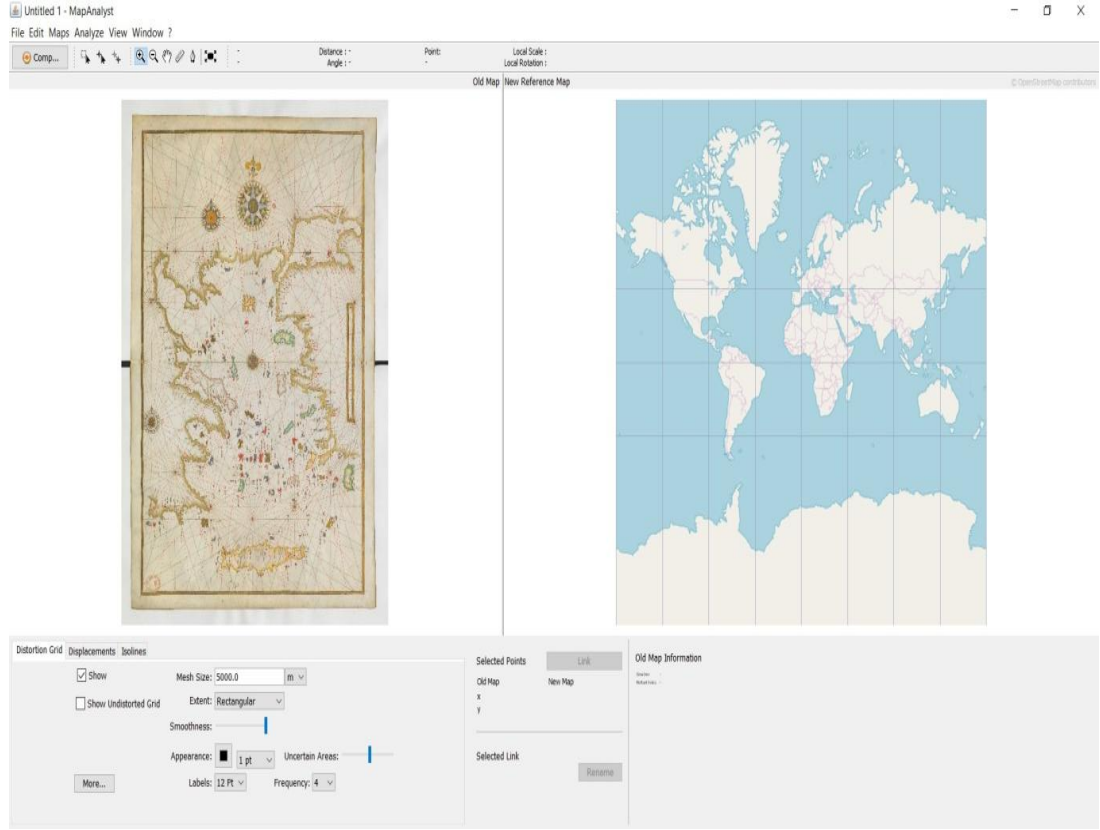 Untitled 1 - MapAnalyst
File Edit Maps Analyze View Window ?
Comp... Distance : - Point: Local Scale :
Angle : - - Local Rotation :
Old Map New Reference Map © OpenStreetMap contributors
Distortion Grid Displacements Isolines
Show Mesh Size: 5000.0 m
Show Undistorted Grid Extent: Rectangular
Smoothness:
Appearance: 1 pt Uncertain Areas:
More... Labels: 12 Pt Frequency: 4
Selected Points Link
Old Map New Map
x
y
Selected Link
Rename
Old Map Information